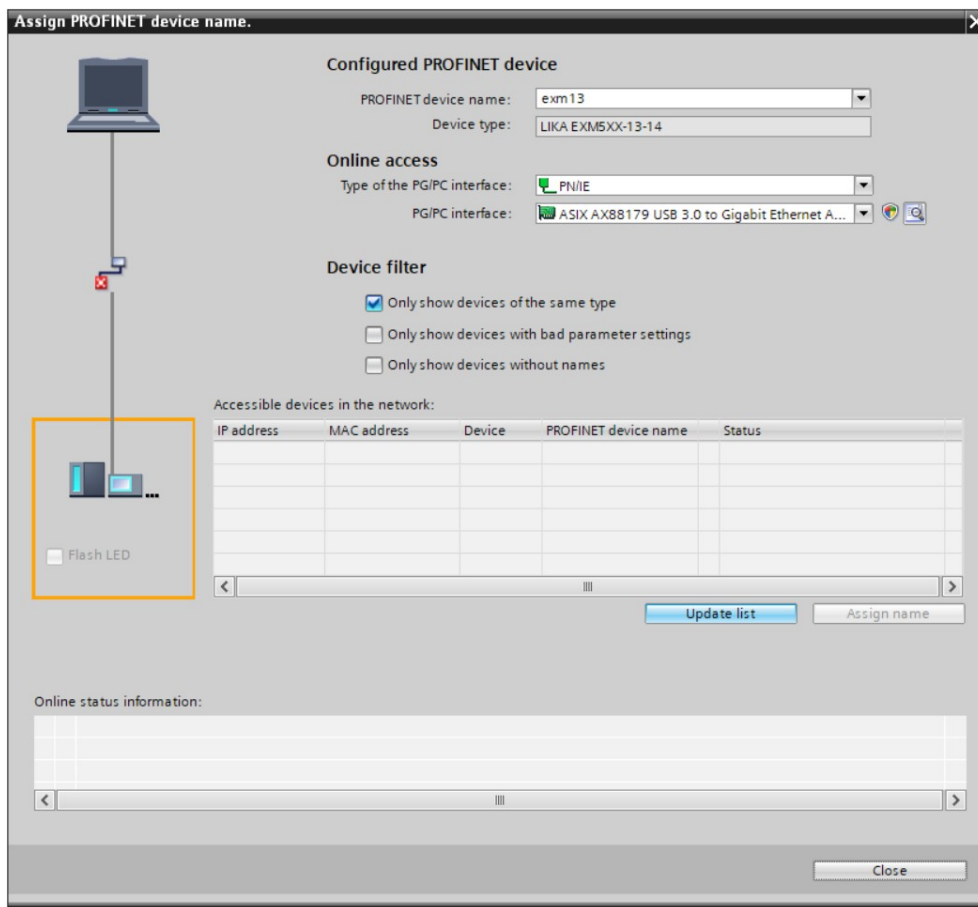 Assign PROFINET device name.
Configured PROFINET device
PROFINET device name: exm13
Device type: LIKA EXM5XX-13-14
Online access
Type of the PG/PC interface: PN/IE
PG/PC interface: ASIX AX88179 USB 3.0 to Gigabit Ethernet A...
Device filter
Only show devices of the same type
Only show devices with bad parameter settings
Only show devices without names
Accessible devices in the network:
IP address MAC address Device PROFINET device name Status
Flash LED
Update list Assign name
Online status information:
Close